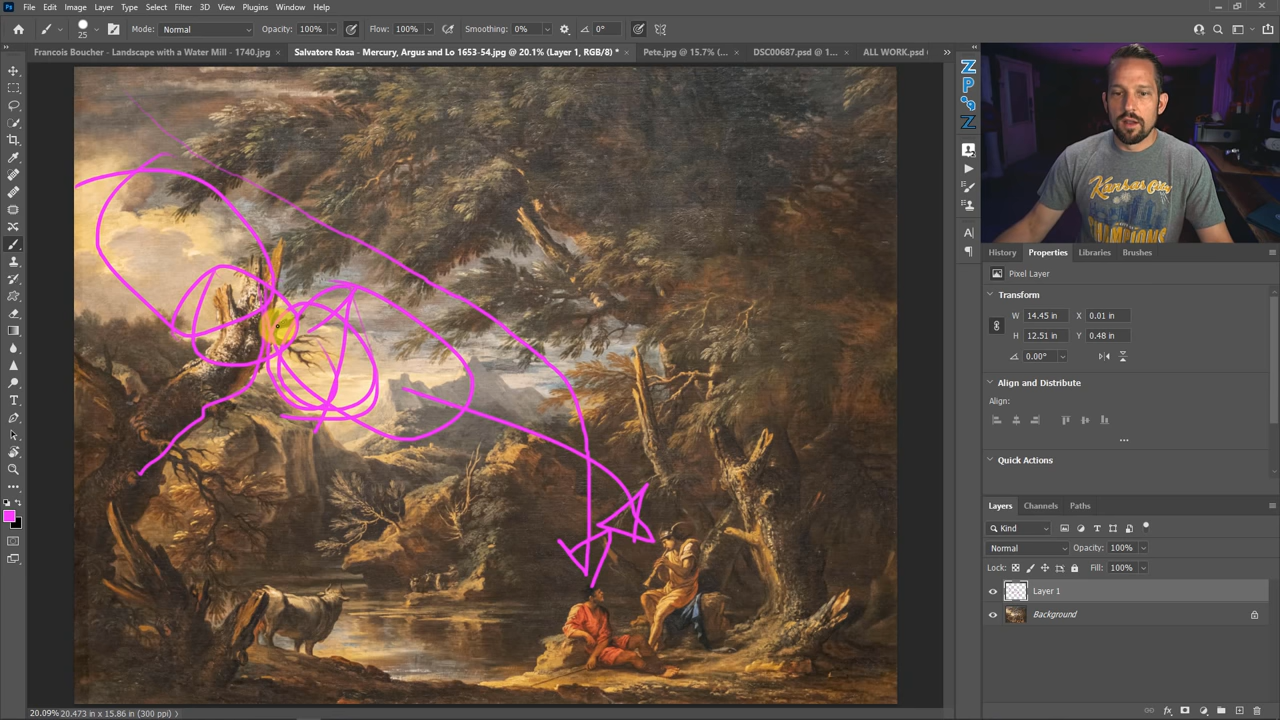 Ps File Edit Image Layer Type Select Filter 3D View Plugins Window Help
25 Mode: Normal Opacity: 100% Flow: 100% Smoothing: 0% 0°
Francois Boucher - Landscape with a Water Mill - 1740.jpg × Salvatore Rosa - Mercury, Argus and Lo 1653-54.jpg @ 20.1% (Layer 1, RGB/8) * × Pete.jpg @ 15.7% (... × DSC00687.psd @ 1... × ALL WORK.psd
Z
P
Z
Kansas City
CHAMPIONS
History Properties Libraries Brushes
Pixel Layer
Transform
W 14.45 in X 0.01 in
H 12.51 in Y 0.48 in
0.00°
Align and Distribute
Align:
Quick Actions
Layers Channels Paths
Kind
Normal Opacity: 100%
Lock: Fill: 100%
Layer 1
Background
20.09% 20.473 in x 15.86 in (300 ppi)